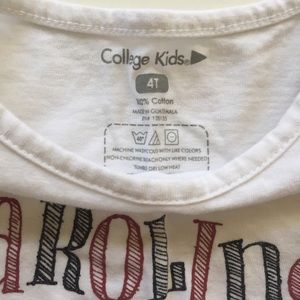 College Kids
4T
100% Cotton
MADE IN GUATEMALA
MACHINE WASH COLD WITH LIKE COLORS
NON-CHLORINE BLEACH ONLY WHEN NEEDED
TUMBLE DRY LOW HEAT
AROLIN